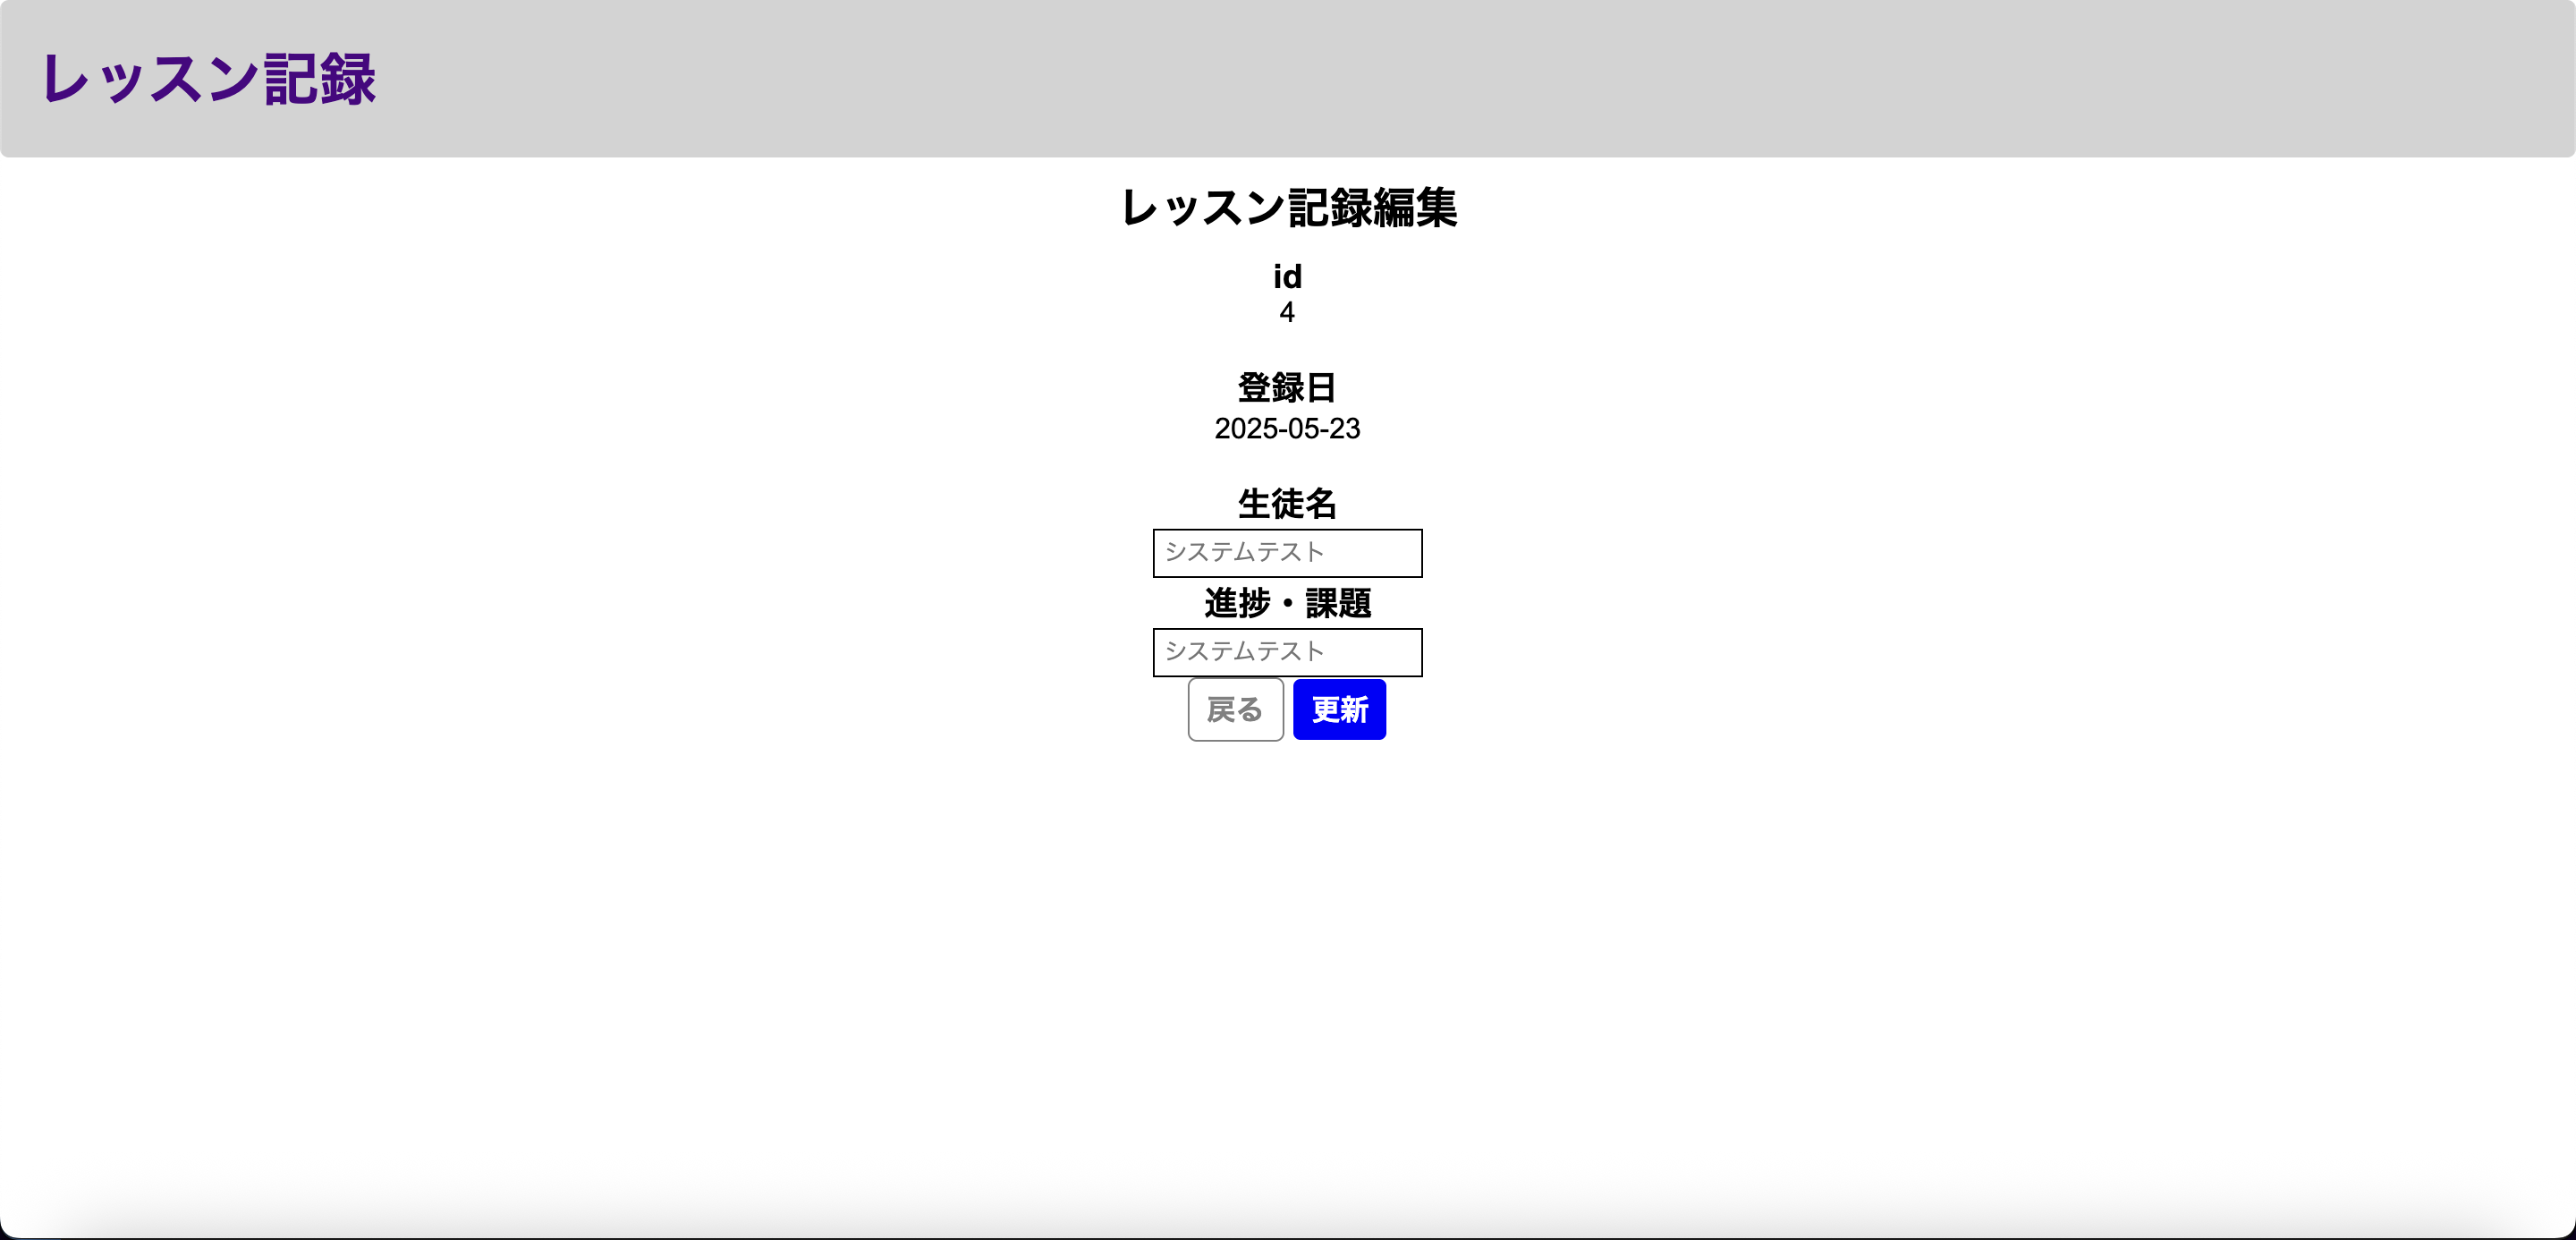 レッスン記録
レッスン記録編集
id
4
登録日
2025-05-23
生徒名
システムテスト
進捗・課題
システムテスト
戻る 更新